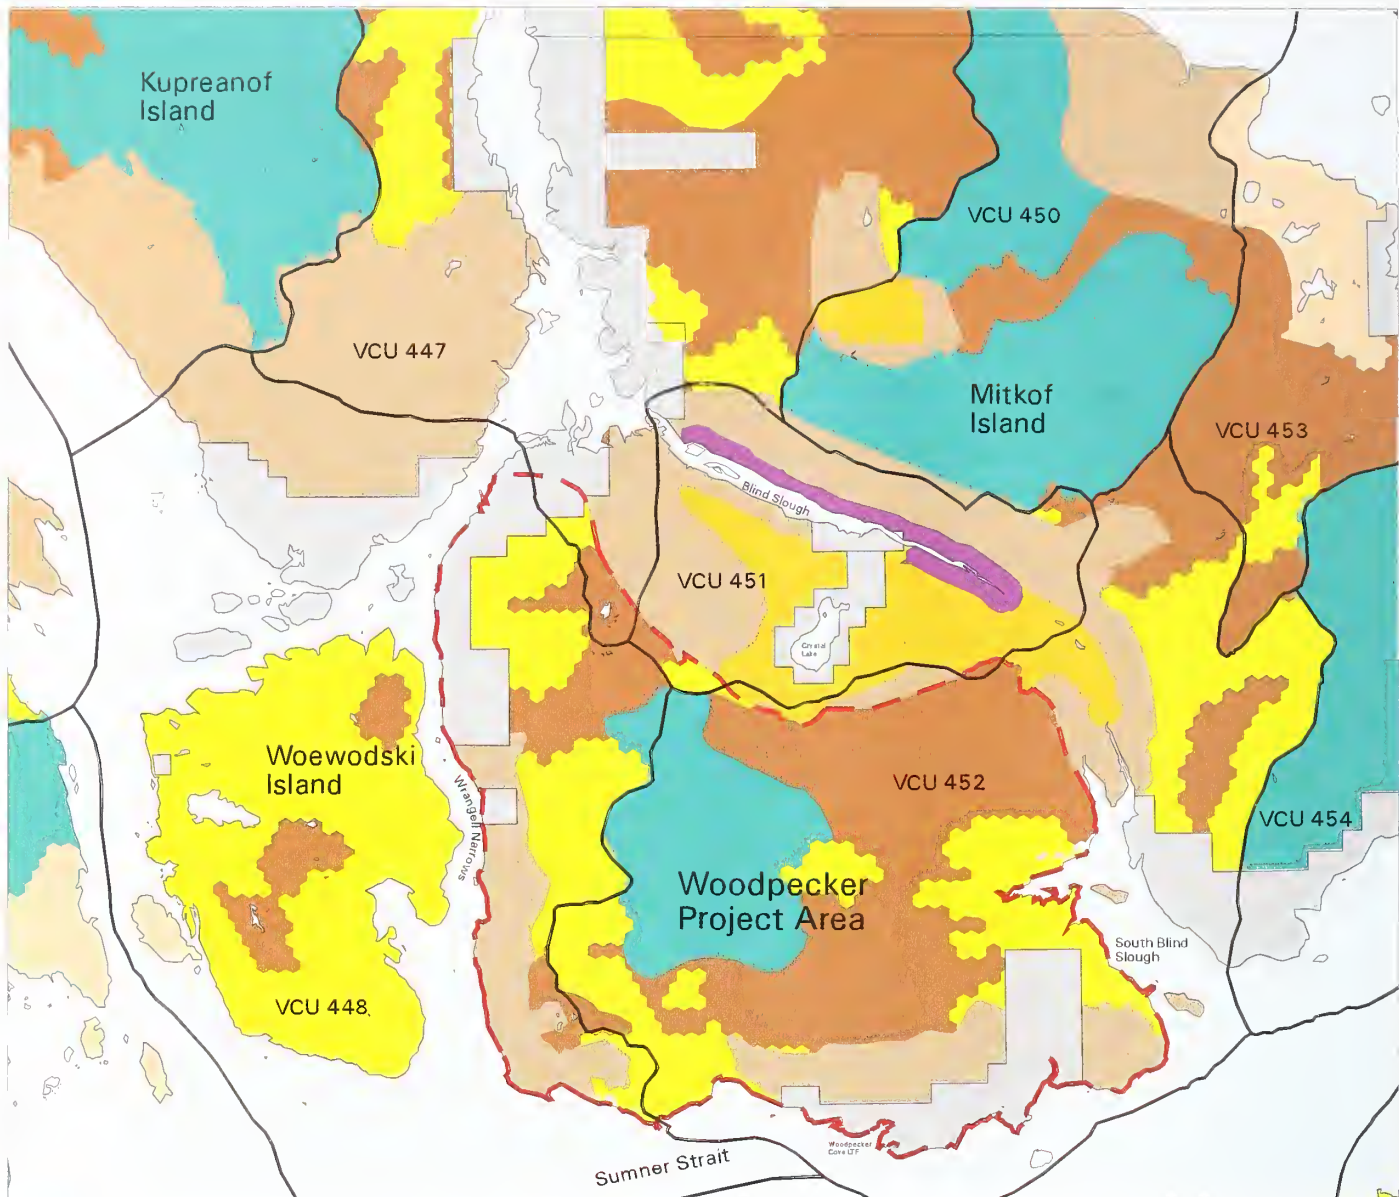 Kupreanof
Island
VCU 450
VCU 447
Mitkof
Island
VCU 453
Blind Slough
VCU 451
Crystal
Lake
Woewodski
Island
Wrangell Narrows
VCU 452
VCU 454
Woodpecker
Project Area
South Blind
Slough
VCU 448
Woodpecker
Cove LTF
Sumner Strait